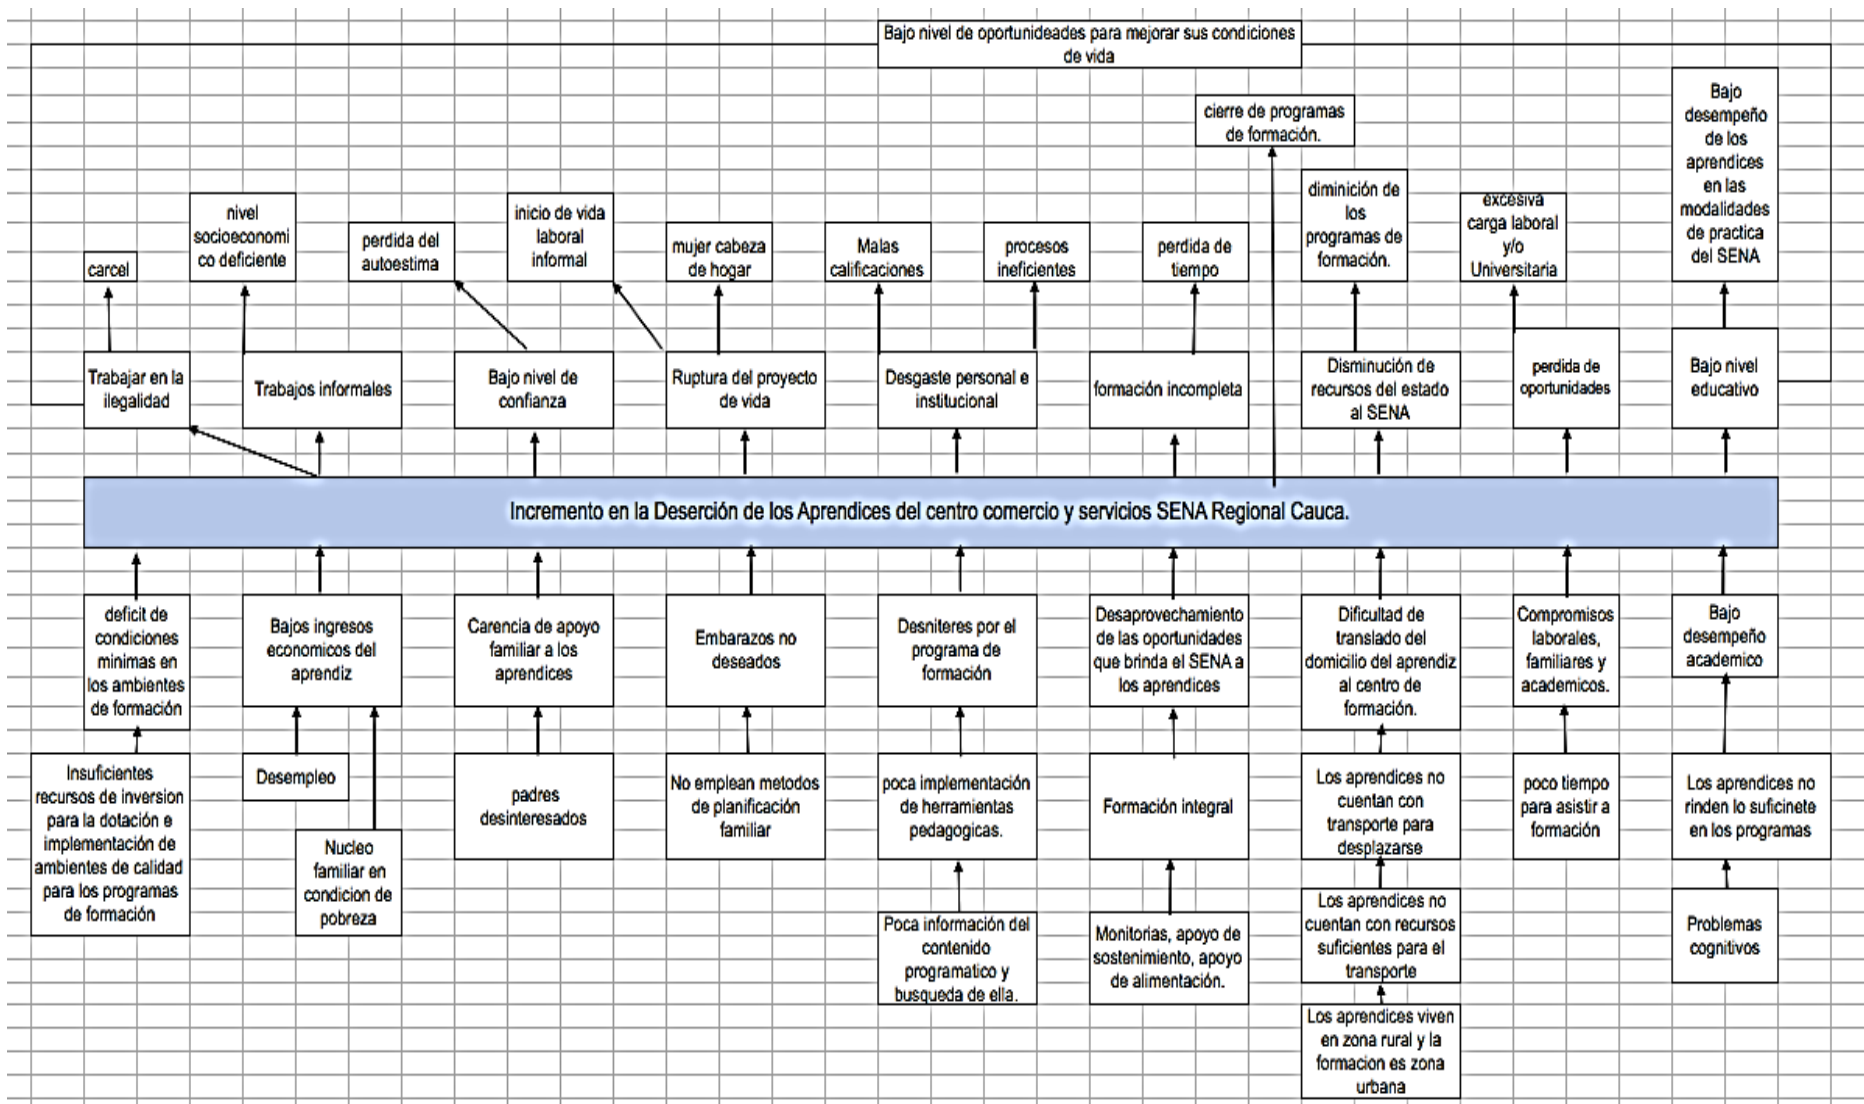 Bajo nivel de oportunideades para mejorar sus condiciones
de vida
cierre de programas
de formación.
Bajo
desempeño
de los
aprendices
en las
modalidades
de practica
del SENA
carcel
nivel
socioeconomi
co deficiente
perdida del
autoestima
inicio de vida
laboral
informal
mujer cabeza
de hogar
Malas
calificaciones
procesos
ineficientes
perdida de
tiempo
diminición de
los
programas de
formación.
excesiva
carga laboral
y/o
Universitaria
Trabajar en la
ilegalidad
Trabajos informales
Bajo nivel de
confianza
Ruptura del proyecto
de vida
Desgaste personal e
institucional
formación incompleta
Disminución de
recursos del estado
al SENA
perdida de
oportunidades
Bajo nivel
educativo
Incremento en la Deserción de los Aprendices del centro comercio y servicios SENA Regional Cauca.
deficit de
condiciones
minimas en
los ambientes
de formación
Bajos ingresos
economicos del
aprendiz
Carencia de apoyo
familiar a los
aprendices
Embarazos no
deseados
Desniteres por el
programa de
formación
Desaprovechamiento
de las oportunidades
que brinda el SENA a
los aprendices
Dificultad de
translado del
domicilio del aprendiz
al centro de
formación.
Compromisos
laborales,
familiares y
academicos.
Bajo
desempeño
academico
Insuficientes
recursos de inversion
para la dotación e
implementación de
ambientes de calidad
para los programas
de formación
Desempleo
Nucleo
familiar en
condicion de
pobreza
padres
desinteresados
No emplean metodos
de planificación
familiar
poca implementación
de herramientas
pedagogicas.
Formación integral
Los aprendices no
cuentan con
transporte para
desplazarse
poco tiempo
para asistir a
formación
Los aprendices no
rinden lo suficinete
en los programas
Poca información del
contenido
programatico y
busqueda de ella.
Monitorias, apoyo de
sostenimiento, apoyo
de alimentación.
Los aprendices no
cuentan con recursos
suficientes para el
transporte
Problemas
cognitivos
Los aprendices viven
en zona rural y la
formacion es zona
urbana